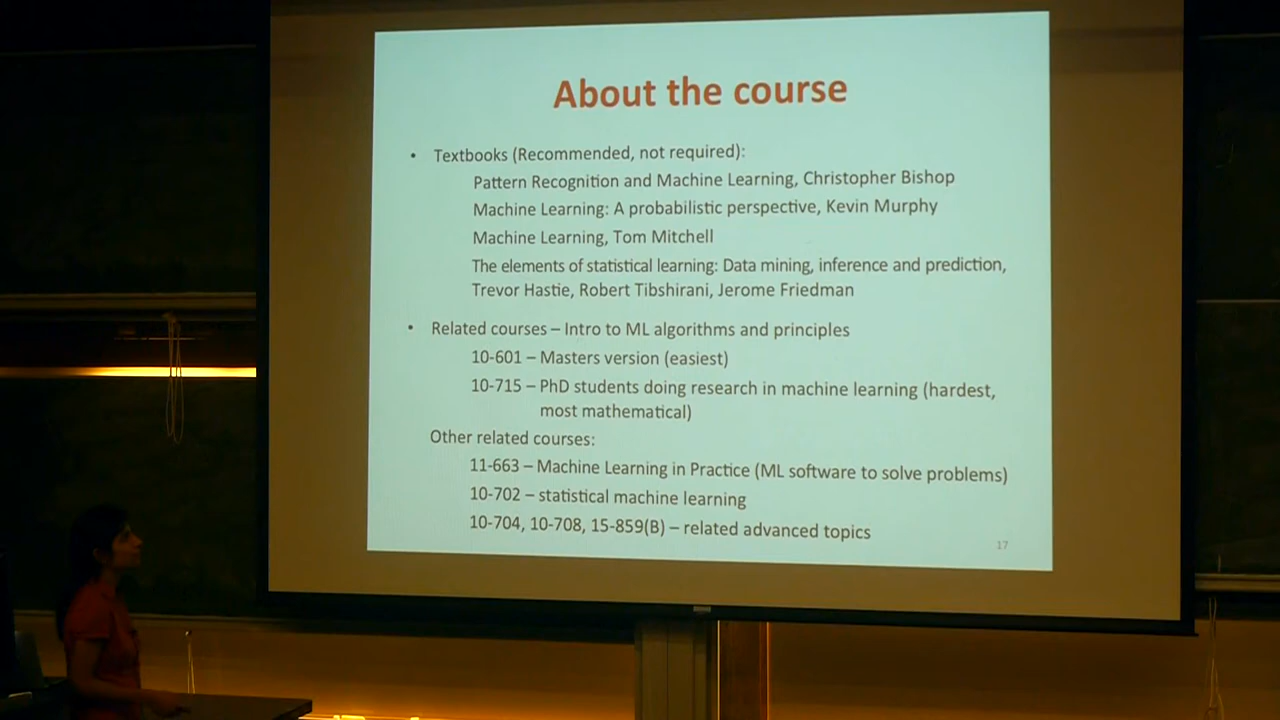 About the course
• Textbooks (Recommended, not required):
Pattern Recognition and Machine Learning, Christopher Bishop
Machine Learning: A probabilistic perspective, Kevin Murphy
Machine Learning, Tom Mitchell
The elements of statistical learning: Data mining, inference and prediction,
Trevor Hastie, Robert Tibshirani, Jerome Friedman
• Related courses – Intro to ML algorithms and principles
10-601 – Masters version (easiest)
10-715 – PhD students doing research in machine learning (hardest,
most mathematical)
Other related courses:
11-663 – Machine Learning in Practice (ML software to solve problems)
10-702 – statistical machine learning
10-704, 10-708, 15-859(B) – related advanced topics
17